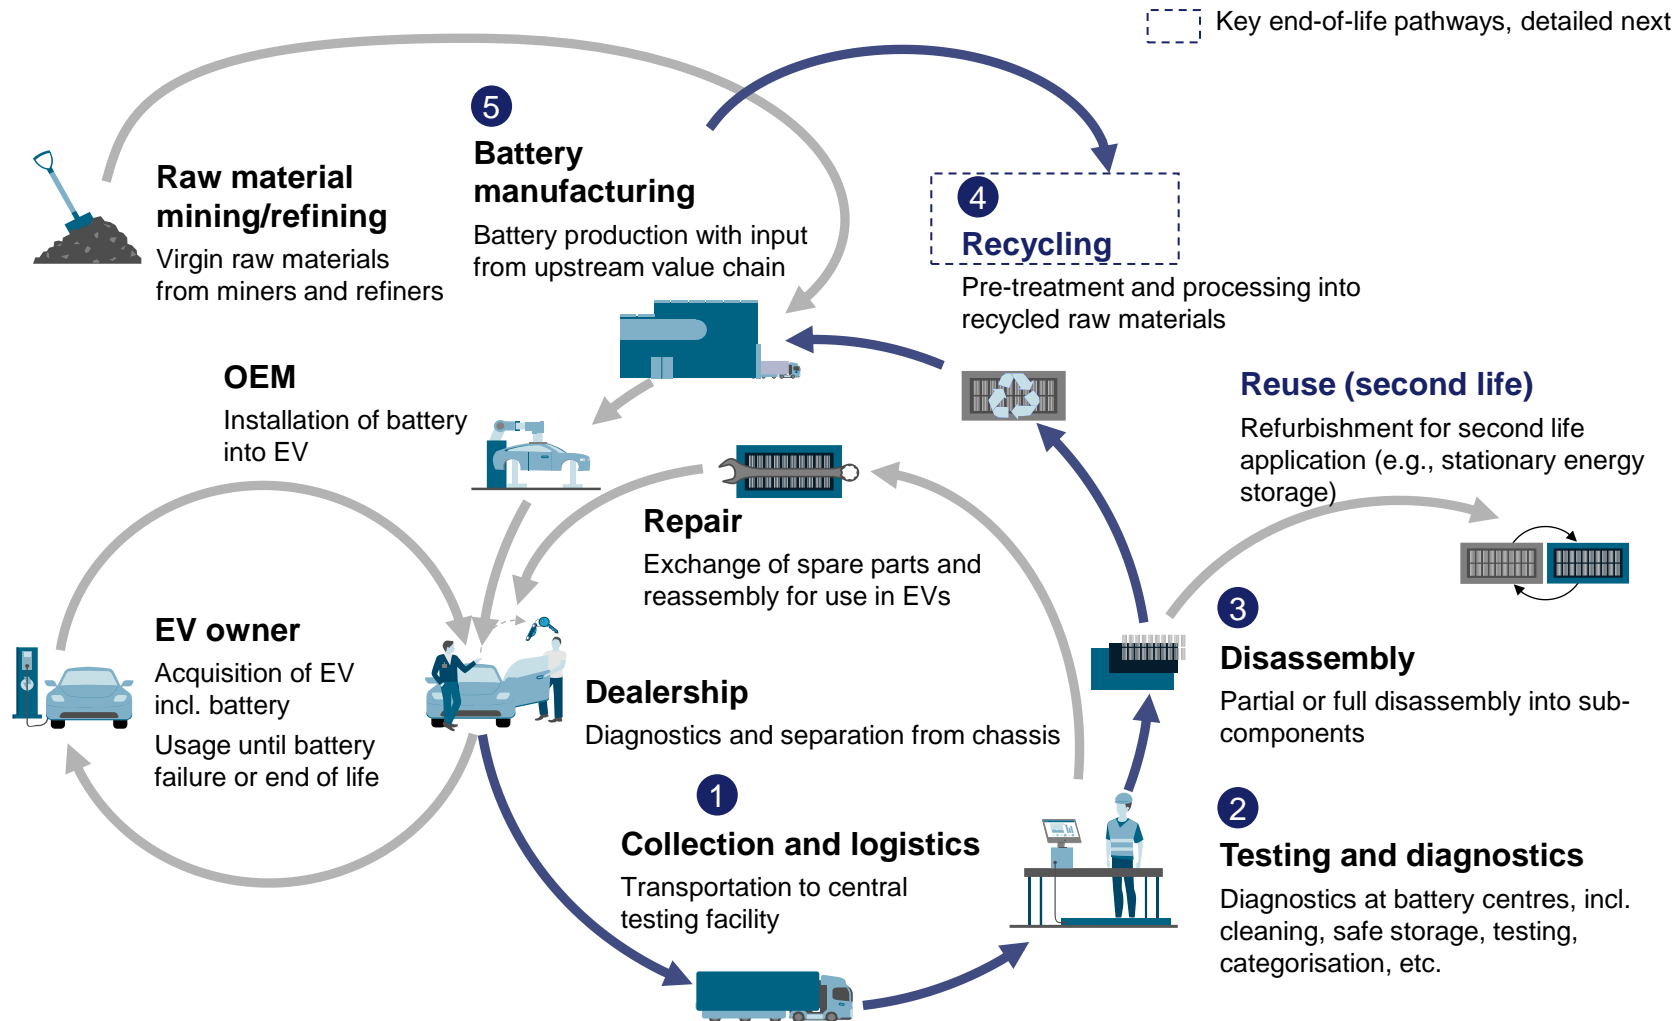 Key end-of-life pathways, detailed next
5
Battery
manufacturing
Battery production with input
from upstream value chain
Raw material
mining/refining
Virgin raw materials
from miners and refiners
4
Recycling
Pre-treatment and processing into
recycled raw materials
OEM
Installation of battery
into EV
Reuse (second life)
Refurbishment for second life
application (e.g., stationary energy
storage)
Repair
Exchange of spare parts and
reassembly for use in EVs
EV owner
Acquisition of EV
incl. battery
Usage until battery
failure or end of life
Dealership
Diagnostics and separation from chassis
3
Disassembly
Partial or full disassembly into sub-
components
1
Collection and logistics
Transportation to central
testing facility
2
Testing and diagnostics
Diagnostics at battery centres, incl.
cleaning, safe storage, testing,
categorisation, etc.